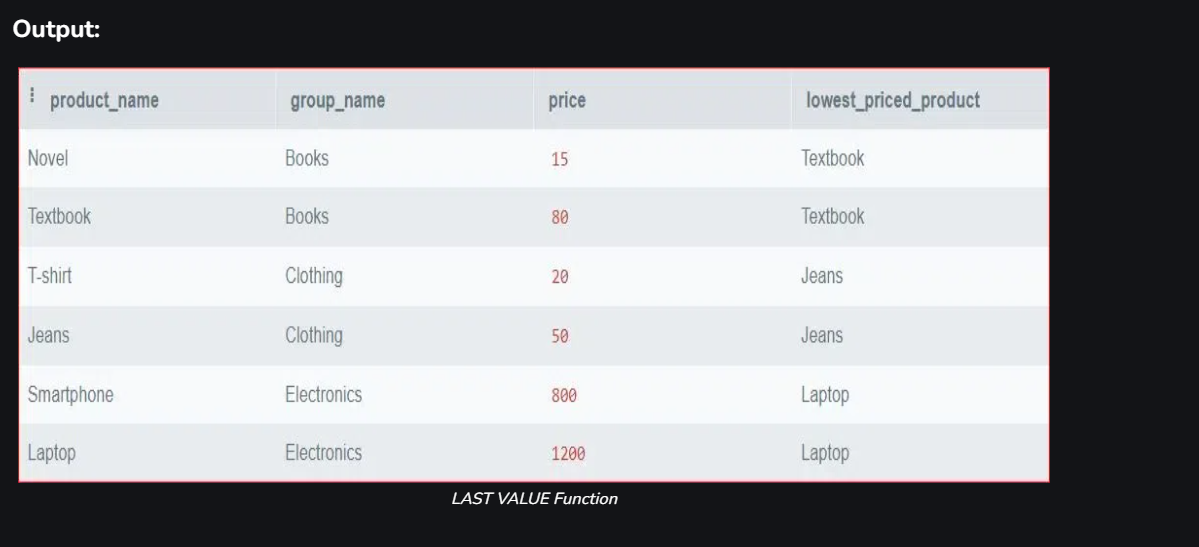 Output:
product_name group_name price lowest_priced_product
Novel Books 15 Textbook
Textbook Books 80 Textbook
T-shirt Clothing 20 Jeans
Jeans Clothing 50 Jeans
Smartphone Electronics 800 Laptop
Laptop Electronics 1200 Laptop
LAST VALUE Function